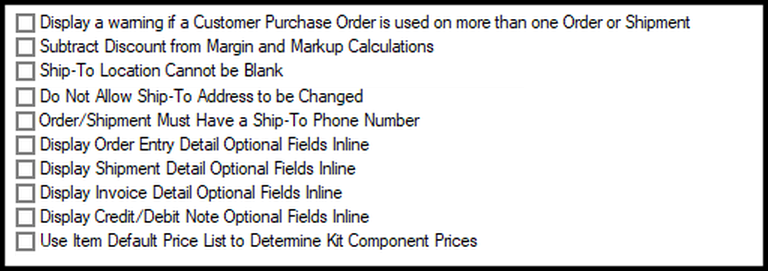 Display a warning if a Customer Purchase Order is used on more than one Order or Shipment
Subtract Discount from Margin and Markup Calculations
Ship-To Location Cannot be Blank
Do Not Allow Ship-To Address to be Changed
Order/Shipment Must Have a Ship-To Phone Number
Display Order Entry Detail Optional Fields Inline
Display Shipment Detail Optional Fields Inline
Display Invoice Detail Optional Fields Inline
Display Credit/Debit Note Optional Fields Inline
Use Item Default Price List to Determine Kit Component Prices